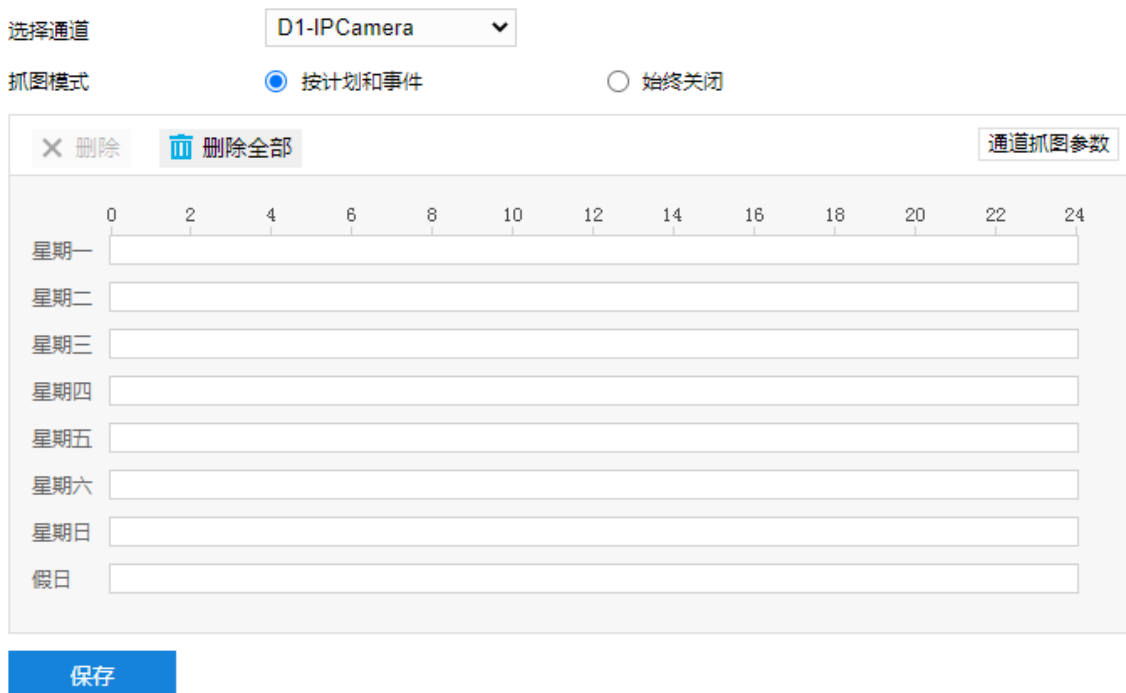 选择通道 D1-IPCamera
抓图模式 按计划和事件 始终关闭
删除 删除全部 通道抓图参数
0 2 4 6 8 10 12 14 16 18 20 22 24
星期一
星期二
星期三
星期四
星期五
星期六
星期日
假日
保存